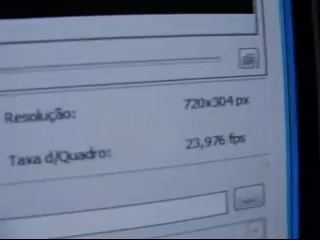 Resolução: 720x304 px
Taxa d/Quadro: 23,976 fps
...